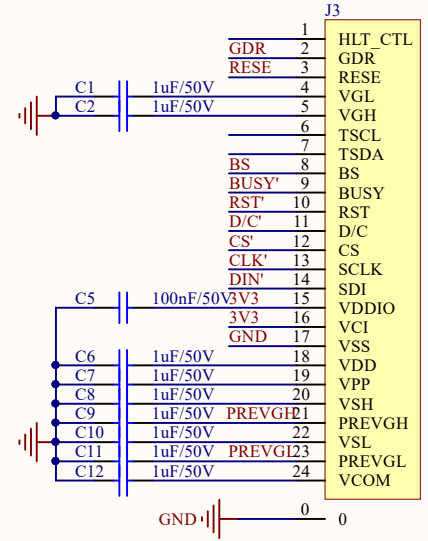 J3
1 HLT_CTL
GDR 2 GDR
RESE 3 RESE
C1 1uF/50V 4 VGL
C2 1uF/50V 5 VGH
6 TSCL
7 TSDA
BS 8 BS
BUSY' 9 BUSY
RST' 10 RST
D/C' 11 D/C
CS' 12 CS
CLK' 13 SCLK
DIN' 14 SDI
C5 100nF/50V 3V3 15 VDDIO
3V3 16 VCI
GND 17 VSS
C6 1uF/50V 18 VDD
C7 1uF/50V 19 VPP
C8 1uF/50V 20 VSH
C9 1uF/50V PREVGH 21 PREVGH
C10 1uF/50V 22 VSL
C11 1uF/50V PREVGL 23 PREVGL
C12 1uF/50V 24 VCOM
GND 0 0